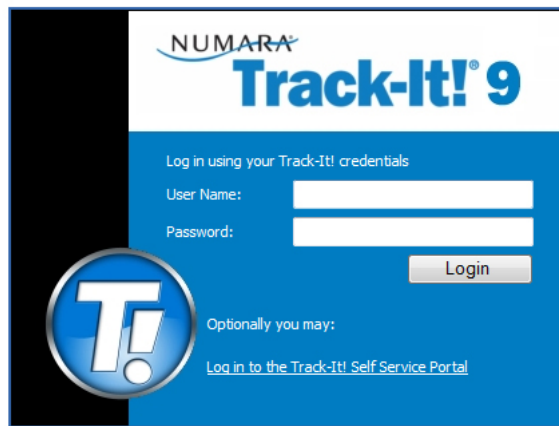 NUMARA
Track-It!® 9
Log in using your Track-It! credentials
User Name:
Password:
Login
T!
Optionally you may:
Log in to the Track-It! Self Service Portal